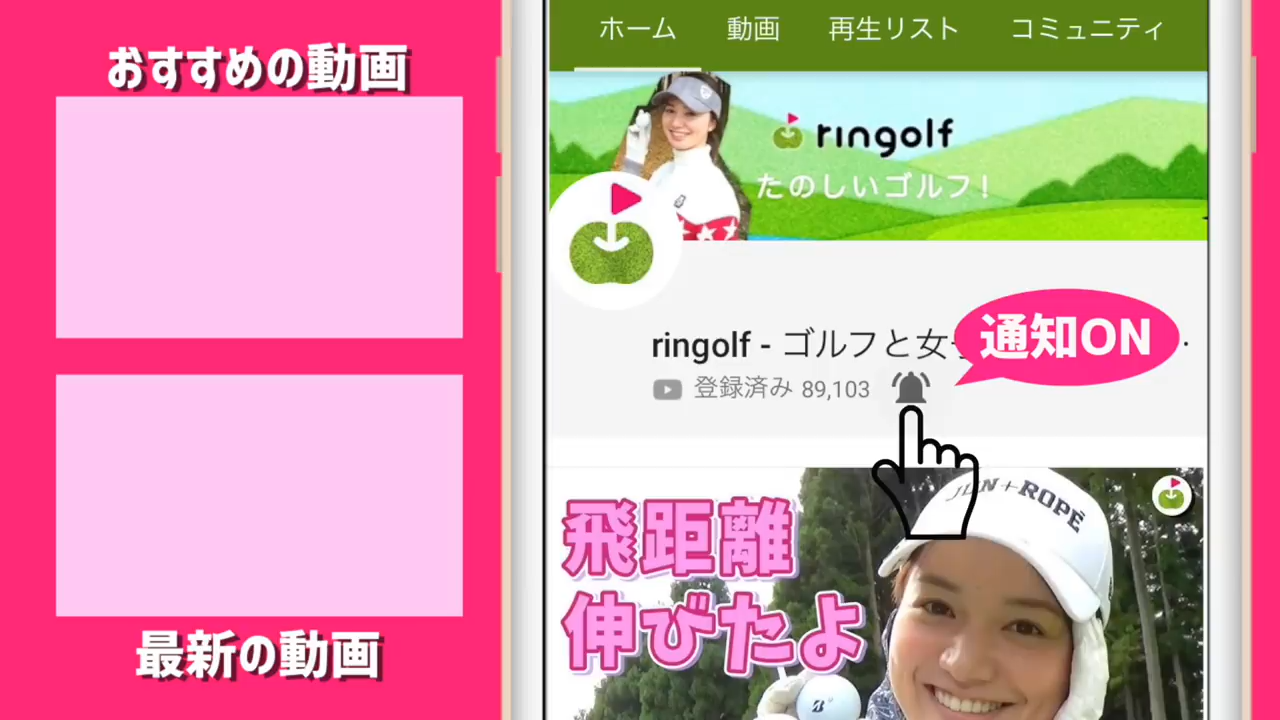 おすすめの動画
最新の動画
ホーム 動画 再生リスト コミュニティ
ringolf
たのしいゴルフ!
ringolf - ゴルフと女
通知ON
登録済み 89,103
JUN+ROPÉ
飛距離
伸びたよ
B